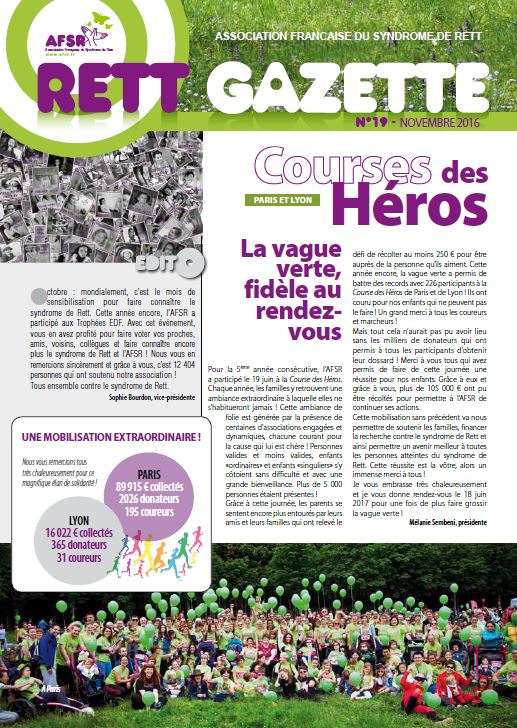 AFSR
Association Française du Syndrome de Rett
www.afsr.fr
ASSOCIATION FRANCAISE DU SYNDROME DE RETT
RETT GAZETTE
N°19 - NOVEMBRE 2016
EDITO
Octobre : mondialement, c'est le mois de
sensibilisation pour faire connaître le
syndrome de Rett. Cette année encore, l'AFSR a
participé aux Trophées EDF. Avec cet événement,
vous en avez profité pour faire voter vos proches,
amis, voisins, collègues et faire connaître encore
plus le syndrome de Rett et l'AFSR ! Nous vous en
remercions sincèrement et grâce à vous, c'est 12 404
personnes qui ont soutenu notre association !
Tous ensemble contre le syndrome de Rett.
Sophie Bourdon, vice-présidente
UNE MOBILISATION EXTRAORDINAIRE !
Nous vous remercions tous
très chaleureusement pour ce
magnifique élan de solidarité !
PARIS
89 915 € collectés
2026 donateurs
195 coureurs
LYON
16 022 € collectés
365 donateurs
31 coureurs
Courses des
Héros
PARIS ET LYON
La vague
verte,
fidèle au
rendez-
vous
Pour la 5ème année consécutive, l'AFSR
a participé le 19 juin à la Course des Héros.
Chaque année, les familles y retrouvent une
ambiance extraordinaire à laquelle elles ne
s'habitueront jamais ! Cette ambiance de
folie est générée par la présence de
centaines d'associations engagées et
dynamiques, chacune courant pour
la cause qui lui est chère ! Personnes
valides et moins valides, enfants
«ordinaires» et enfants «singuliers» s'y
côtoient sans difficulté et avec une
grande bienveillance. Plus de 5 000
personnes étaient présentes !
Grâce à cette journée, les parents se
sentent encore plus entourés par leurs
amis et leurs familles qui ont relevé le
défi de récolter au moins 250 € pour être
auprès de la personne qu'ils aiment. Cette
année encore, la vague verte a permis de
battre des records avec 226 participants à la
Course des Héros de Paris et de Lyon ! Ils ont
couru pour nos enfants qui ne peuvent pas
le faire ! Un grand merci à tous les coureurs
et marcheurs !
Mais tout cela n'aurait pas pu avoir lieu
sans les milliers de donateurs qui ont
permis à tous les participants d'obtenir
leur dossard ! Merci à vous tous qui avez
permis de faire de cette journée une
réussite pour nos enfants. Grâce à eux et
grâce à vous, plus de 105 000 € ont pu
être récoltés pour permettre à l'AFSR de
continuer ses actions.
Cette mobilisation sans précédent va nous
permettre de soutenir les familles, financer
la recherche contre le syndrome de Rett et
ainsi permettre un avenir meilleur à toutes
les personnes atteintes du syndrome de
Rett. Cette réussite est la vôtre, alors un
immense merci à tous !
Je vous embrasse très chaleureusement
et je vous donne rendez-vous le 18 juin
2017 pour une fois de plus faire grossir
la vague verte !
Mélanie Sembeni, présidente
A Paris